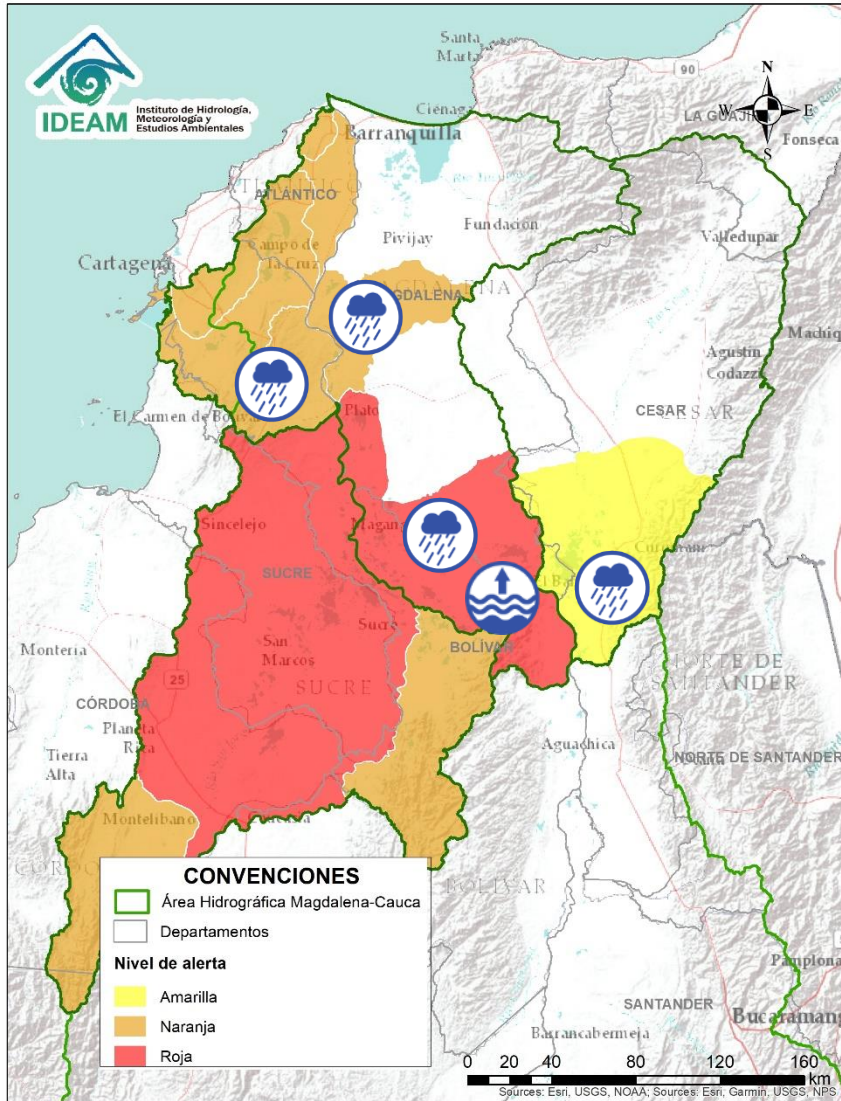 Santa
Marta
90
N
W
E
S
IDEAM
Instituto de Hidrología,
Meteorología y
Estudios Ambientales
Ciénaga
Barranquilla
LA GUAJIRA
Fonseca
ATLÁNTICO
Pivijay
Fundación
Valledupar
Campo de
la Cruz
Cartagena
MAGDALENA
Agustín
Codazzi
CESAR
CESAR
El Carmen de Bolívar
Plato
Sincelejo
SUCRE
Sucre
BOLÍVAR
San
Marcos
SUCRE
Montería
25
CÓRDOBA
Planeta
Rica
Tierra
Alta
NORTE DE
SANTANDER
Aguachica
NORTE DE SANTANDER
Montelibano
BOLÍVAR
CONVENCIONES
Área Hidrográfica Magdalena-Cauca
Departamentos
Nivel de alerta
Amarilla
Naranja
Roja
Pamplona
SANTANDER
Bucaramang
Barrancabermeja
0 20 40 80 120 160
km
Sources: Esri, USGS, NOAA; Sources: Esri, Garmin, USGS, NPS